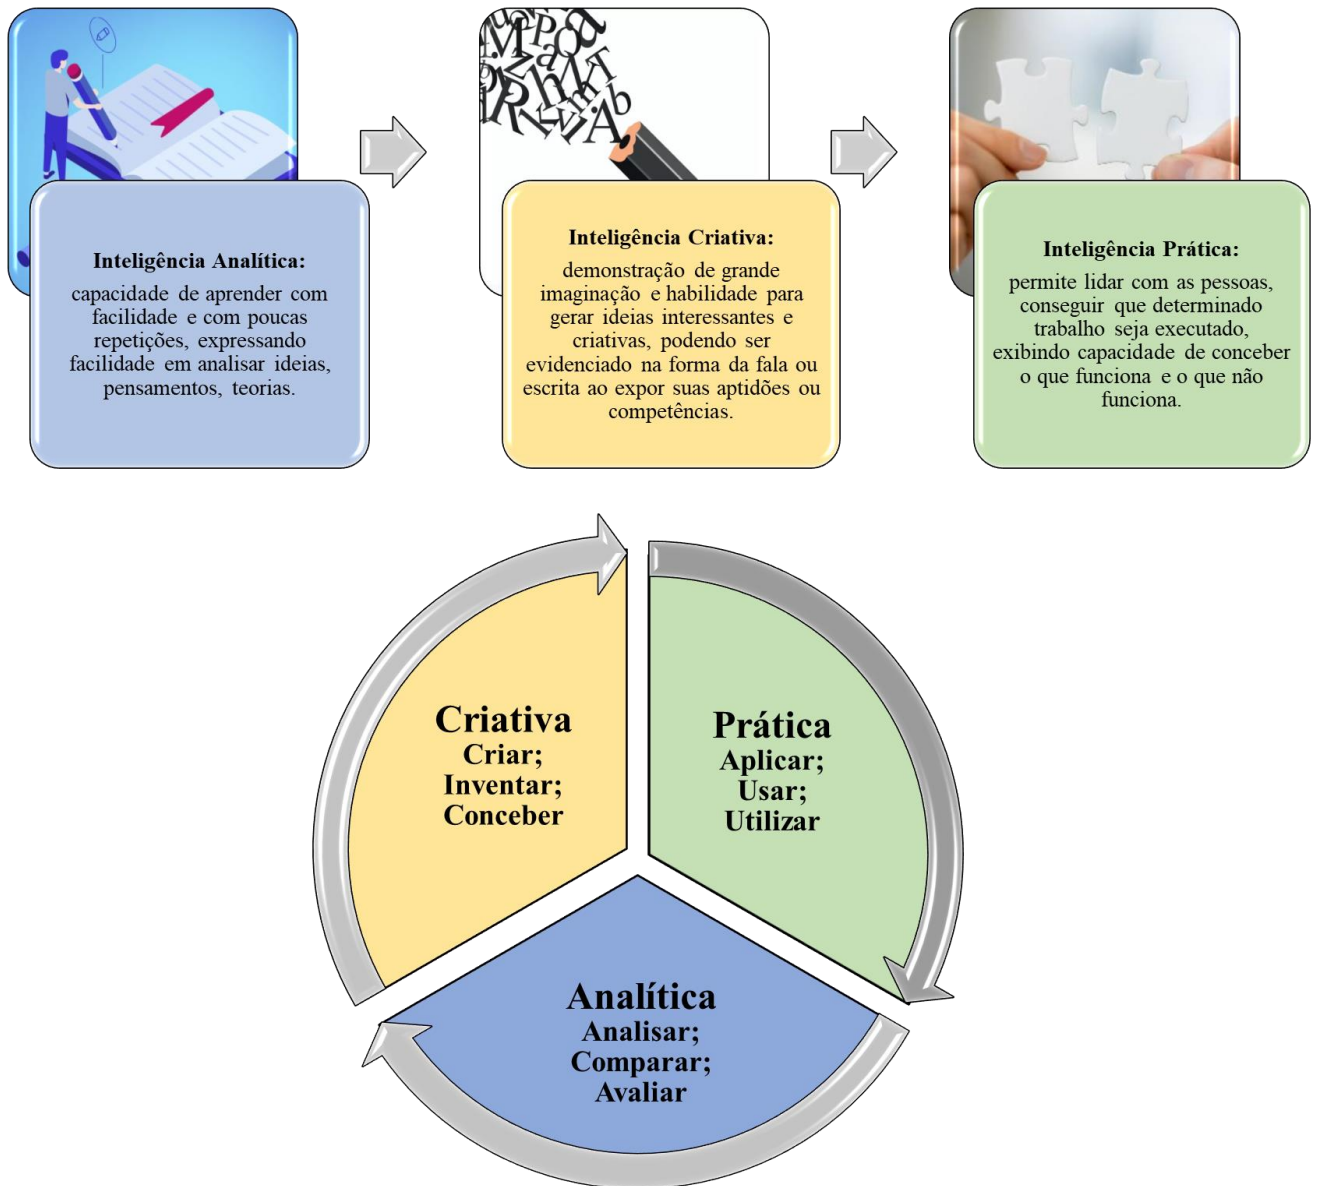 Inteligência Analítica:
capacidade de aprender com
facilidade e com poucas
repetições, expressando
facilidade em analisar ideias,
pensamentos, teorias.
Inteligência Criativa:
demonstração de grande
imaginação e habilidade para
gerar ideias interessantes e
criativas, podendo ser
evidenciado na forma da fala ou
escrita ao expor suas aptidões ou
competências.
Inteligência Prática:
permite lidar com as pessoas,
conseguir que determinado
trabalho seja executado,
exibindo capacidade de conceber
o que funciona e o que não
funciona.
Criativa
Criar;
Inventar;
Conceber
Prática
Aplicar;
Usar;
Utilizar
Analítica
Analisar;
Comparar;
Avaliar